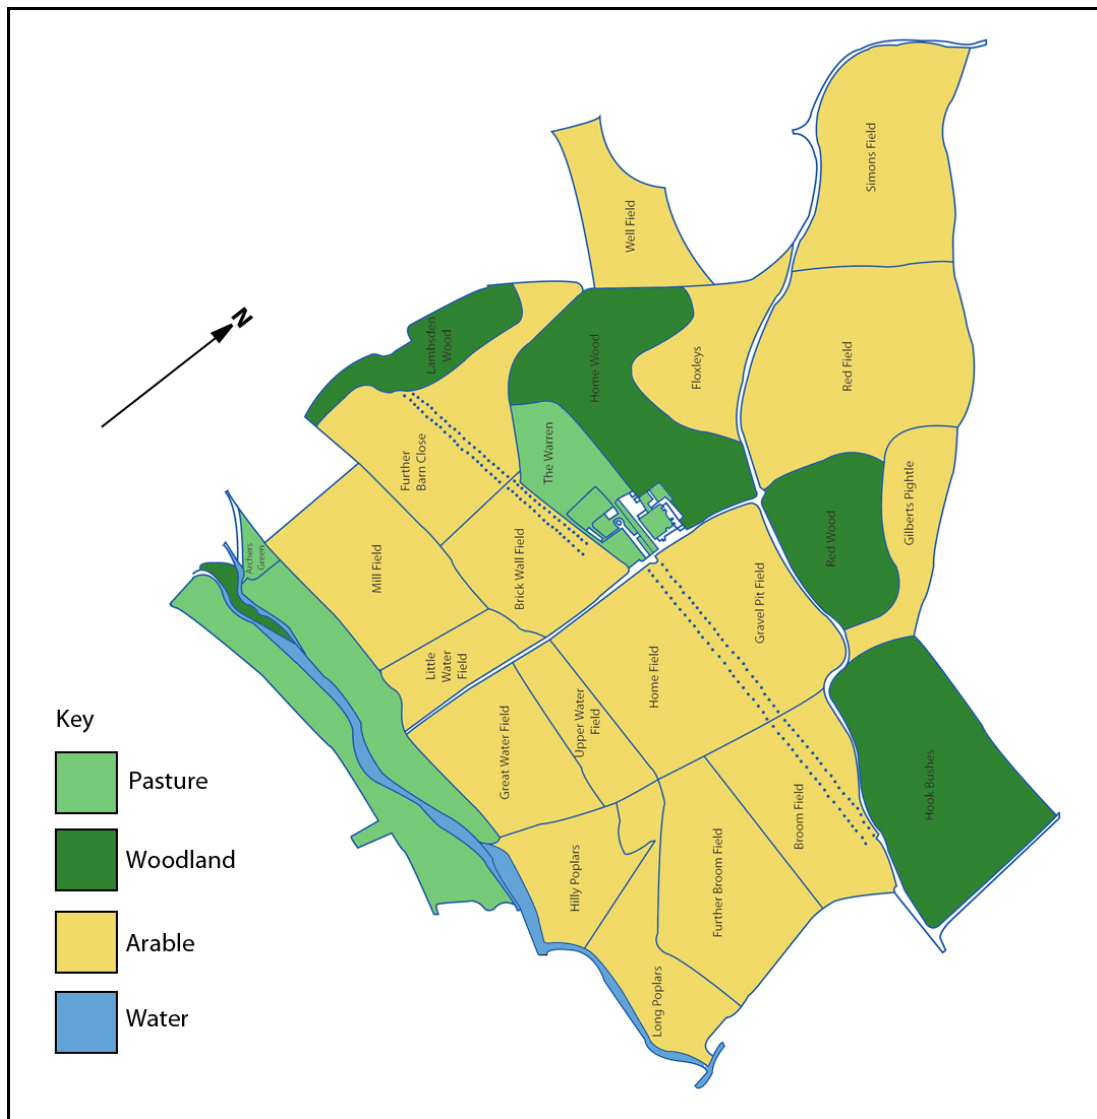 Simons Field
Well Field
N
Lambsden
Wood
Home Wood
Floxleys
Red Field
The Warren
Further
Barn Close
Gilberts Pightle
Red Wood
Archers
Green
Mill Field
Brick Wall Field
Gravel Pit Field
Little
Water
Field
Home Field
Upper Water
Field
Great Water Field
Key
Pasture
Woodland
Arable
Water
Hook Bushes
Broom Field
Further Broom Field
Hilly Poplars
Long Poplars